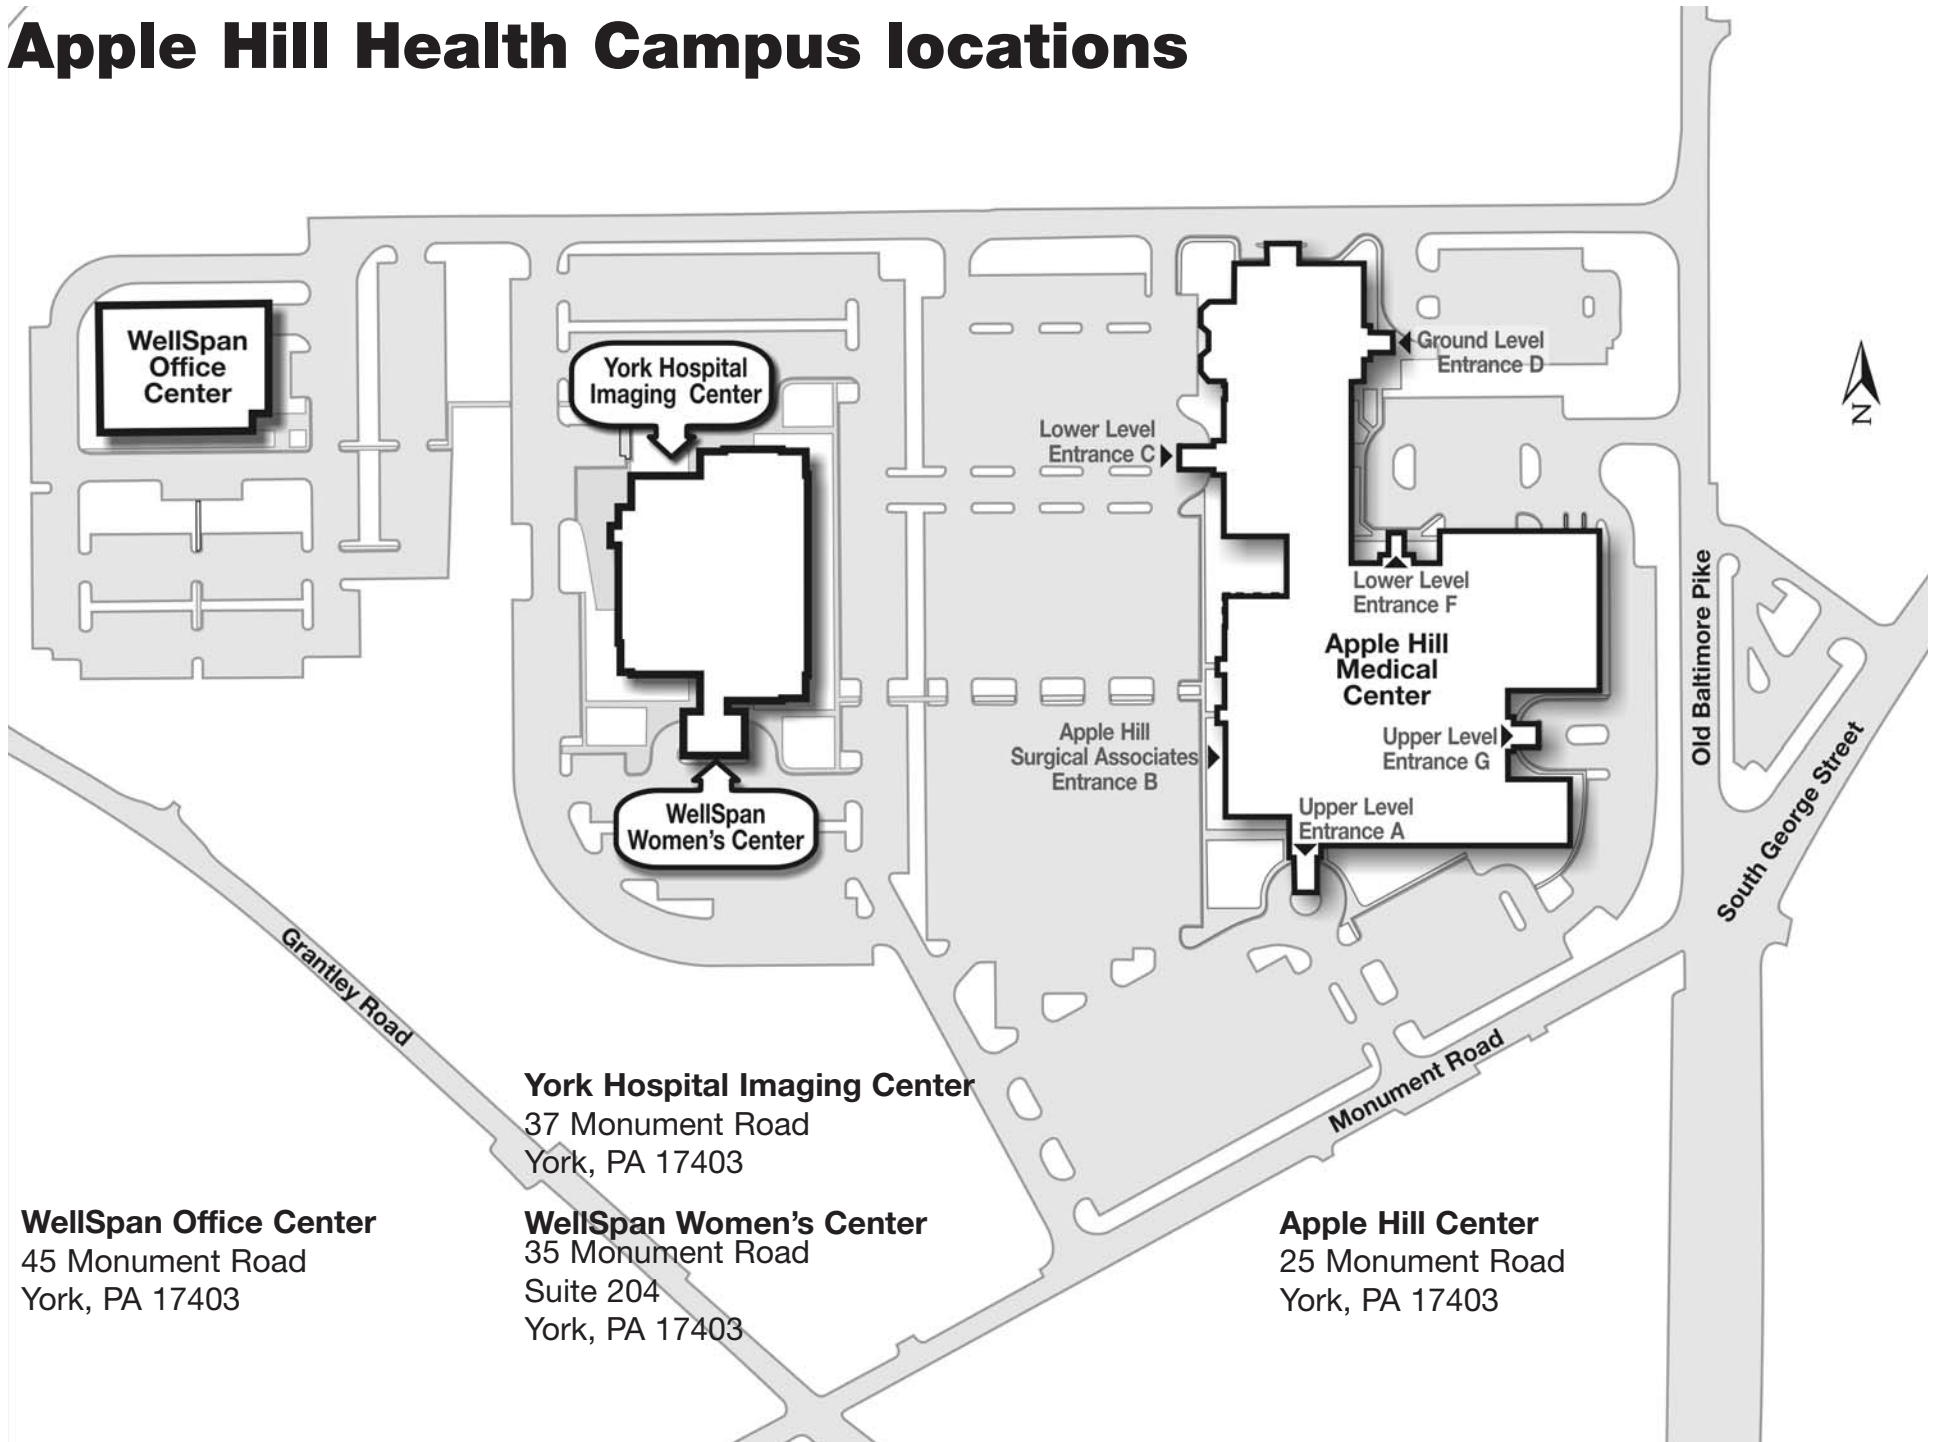 Apple Hill Health Campus locations
WellSpan
Office
Center
York Hospital
Imaging Center
Ground Level
Entrance D
Lower Level
Entrance C
N
Lower Level
Entrance F
Apple Hill
Medical
Center
Old Baltimore Pike
Apple Hill
Surgical Associates
Entrance B
Upper Level
Entrance G
WellSpan
Women's Center
Upper Level
Entrance A
South George Street
Grantley Road
Monument Road
York Hospital Imaging Center
37 Monument Road
York, PA 17403
WellSpan Office Center
45 Monument Road
York, PA 17403
WellSpan Women's Center
35 Monument Road
Suite 204
York, PA 17403
Apple Hill Center
25 Monument Road
York, PA 17403